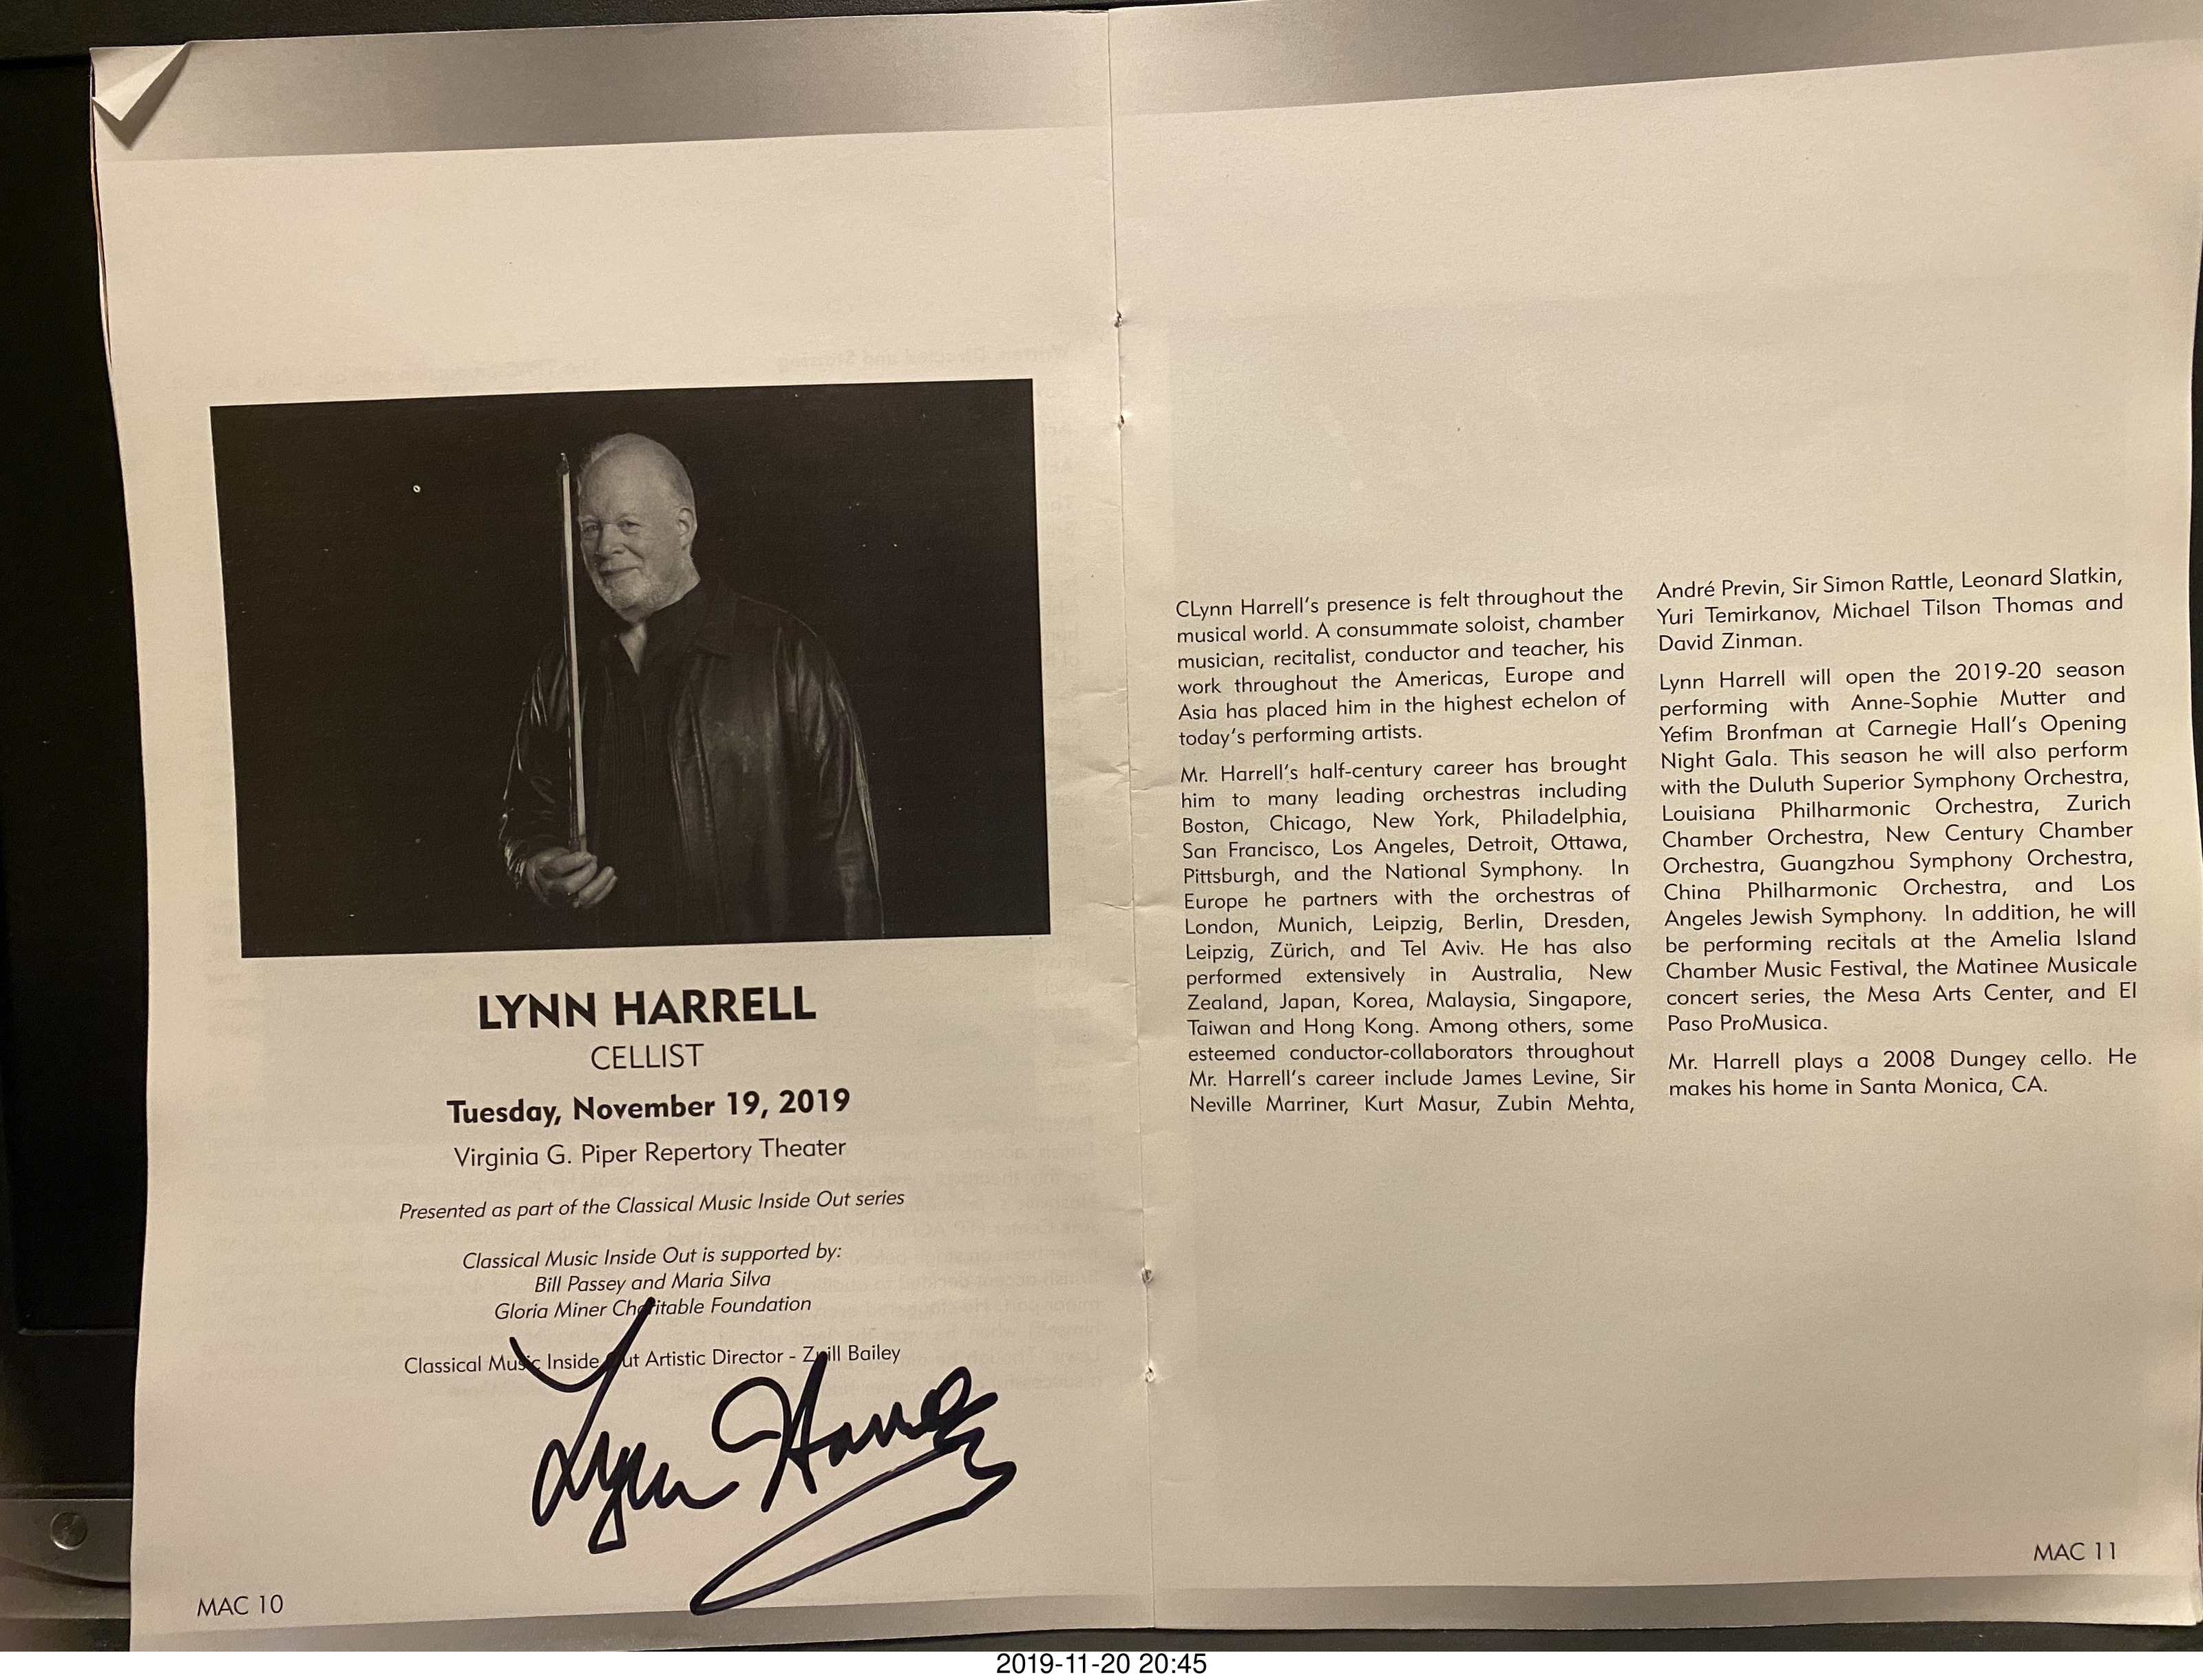 LYNN HARRELL
CELLIST
Tuesday, November 19, 2019
Virginia G. Piper Repertory Theater
Presented as part of the Classical Music Inside Out series
Classical Music Inside Out is supported by:
Bill Passey and Maria Silva
Gloria Miner Charitable Foundation
Classical Music Inside Out Artistic Director - Zuill Bailey
Lynn Harrell
MAC 10
CLynn Harrell's presence is felt throughout the
musical world. A consummate soloist, chamber
musician, recitalist, conductor and teacher, his
work throughout the Americas, Europe and
Asia has placed him in the highest echelon of
today's performing artists.
Mr. Harrell's half-century career has brought
him to many leading orchestras including
Boston, Chicago, New York, Philadelphia,
San Francisco, Los Angeles, Detroit, Ottawa,
Pittsburgh, and the National Symphony. In
Europe he partners with the orchestras of
London, Munich, Leipzig, Berlin, Dresden,
Leipzig, Zürich, and Tel Aviv. He has also
performed extensively in Australia, New
Zealand, Japan, Korea, Malaysia, Singapore,
Taiwan and Hong Kong. Among others, some
esteemed conductor-collaborators throughout
Mr. Harrell's career include James Levine, Sir
Neville Marriner, Kurt Masur, Zubin Mehta,
André Previn, Sir Simon Rattle, Leonard Slatkin,
Yuri Temirkanov, Michael Tilson Thomas and
David Zinman.
Lynn Harrell will open the 2019-20 season
performing with Anne-Sophie Mutter and
Yefim Bronfman at Carnegie Hall's Opening
Night Gala. This season he will also perform
with the Duluth Superior Symphony Orchestra,
Louisiana Philharmonic Orchestra, Zurich
Chamber Orchestra, New Century Chamber
Orchestra, Guangzhou Symphony Orchestra,
China Philharmonic Orchestra, and Los
Angeles Jewish Symphony. In addition, he will
be performing recitals at the Amelia Island
Chamber Music Festival, the Matinee Musicale
concert series, the Mesa Arts Center, and El
Paso ProMusica.
Mr. Harrell plays a 2008 Dungey cello. He
makes his home in Santa Monica, CA.
MAC 11
2019-11-20 20:45